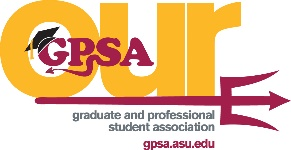 our
GPSA
graduate and professional
student association
gpsa.asu.edu